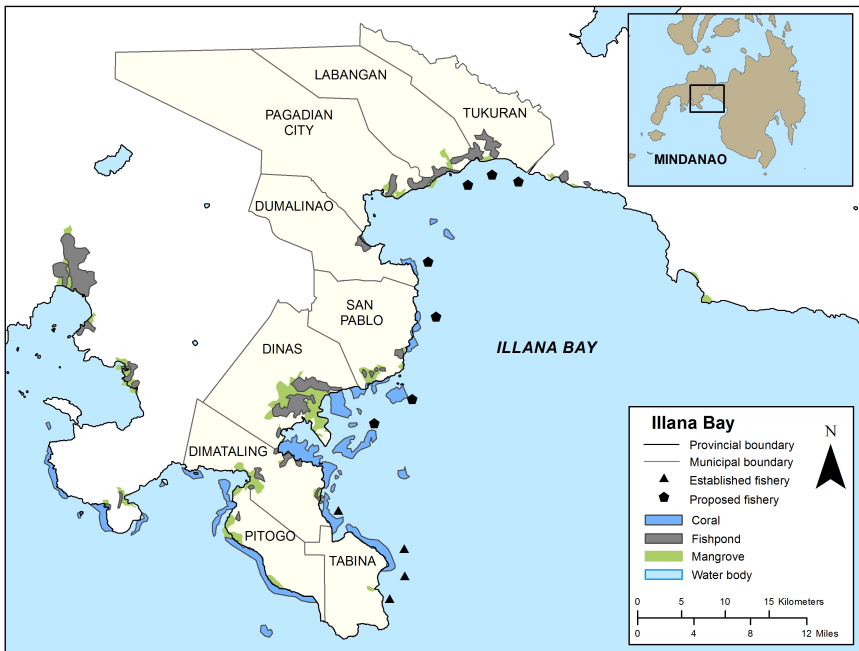 LABANGAN
PAGADIAN
CITY
TUKURAN
MINDANAO
DUMALINAO
SAN
PABLO
DINAS
ILLANA BAY
DIMATALING
PITOGO
TABINA
Illana Bay
Provincial boundary
Municipal boundary
Established fishery
Proposed fishery
Coral
Fishpond
Mangrove
Water body
N
0 5 10 15 Kilometers
0 4 8 12 Miles